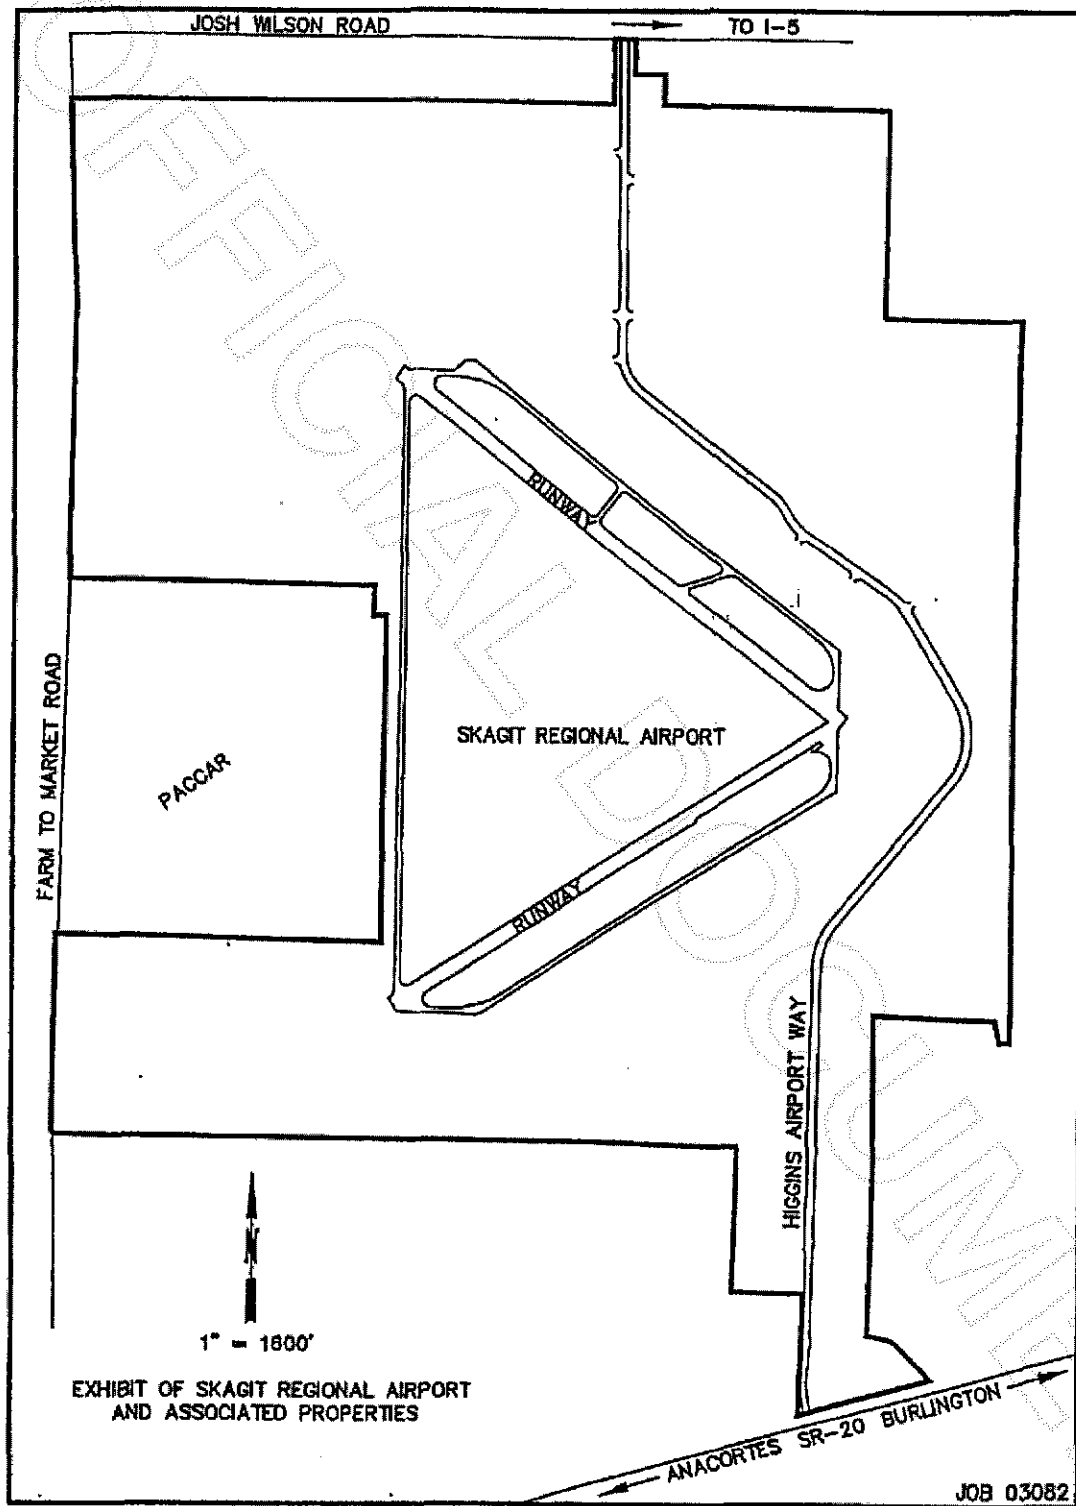 JOSH WILSON ROAD
TO I-5
RUNWAY
SKAGIT REGIONAL AIRPORT
PACCAR
FARM TO MARKET ROAD
RUNWAY
HIGGINS AIRPORT WAY
N
1" = 1600'
EXHIBIT OF SKAGIT REGIONAL AIRPORT
AND ASSOCIATED PROPERTIES
ANACORTES SR-20 BURLINGTON
JOB 03082
OFFICIAL DOCUME